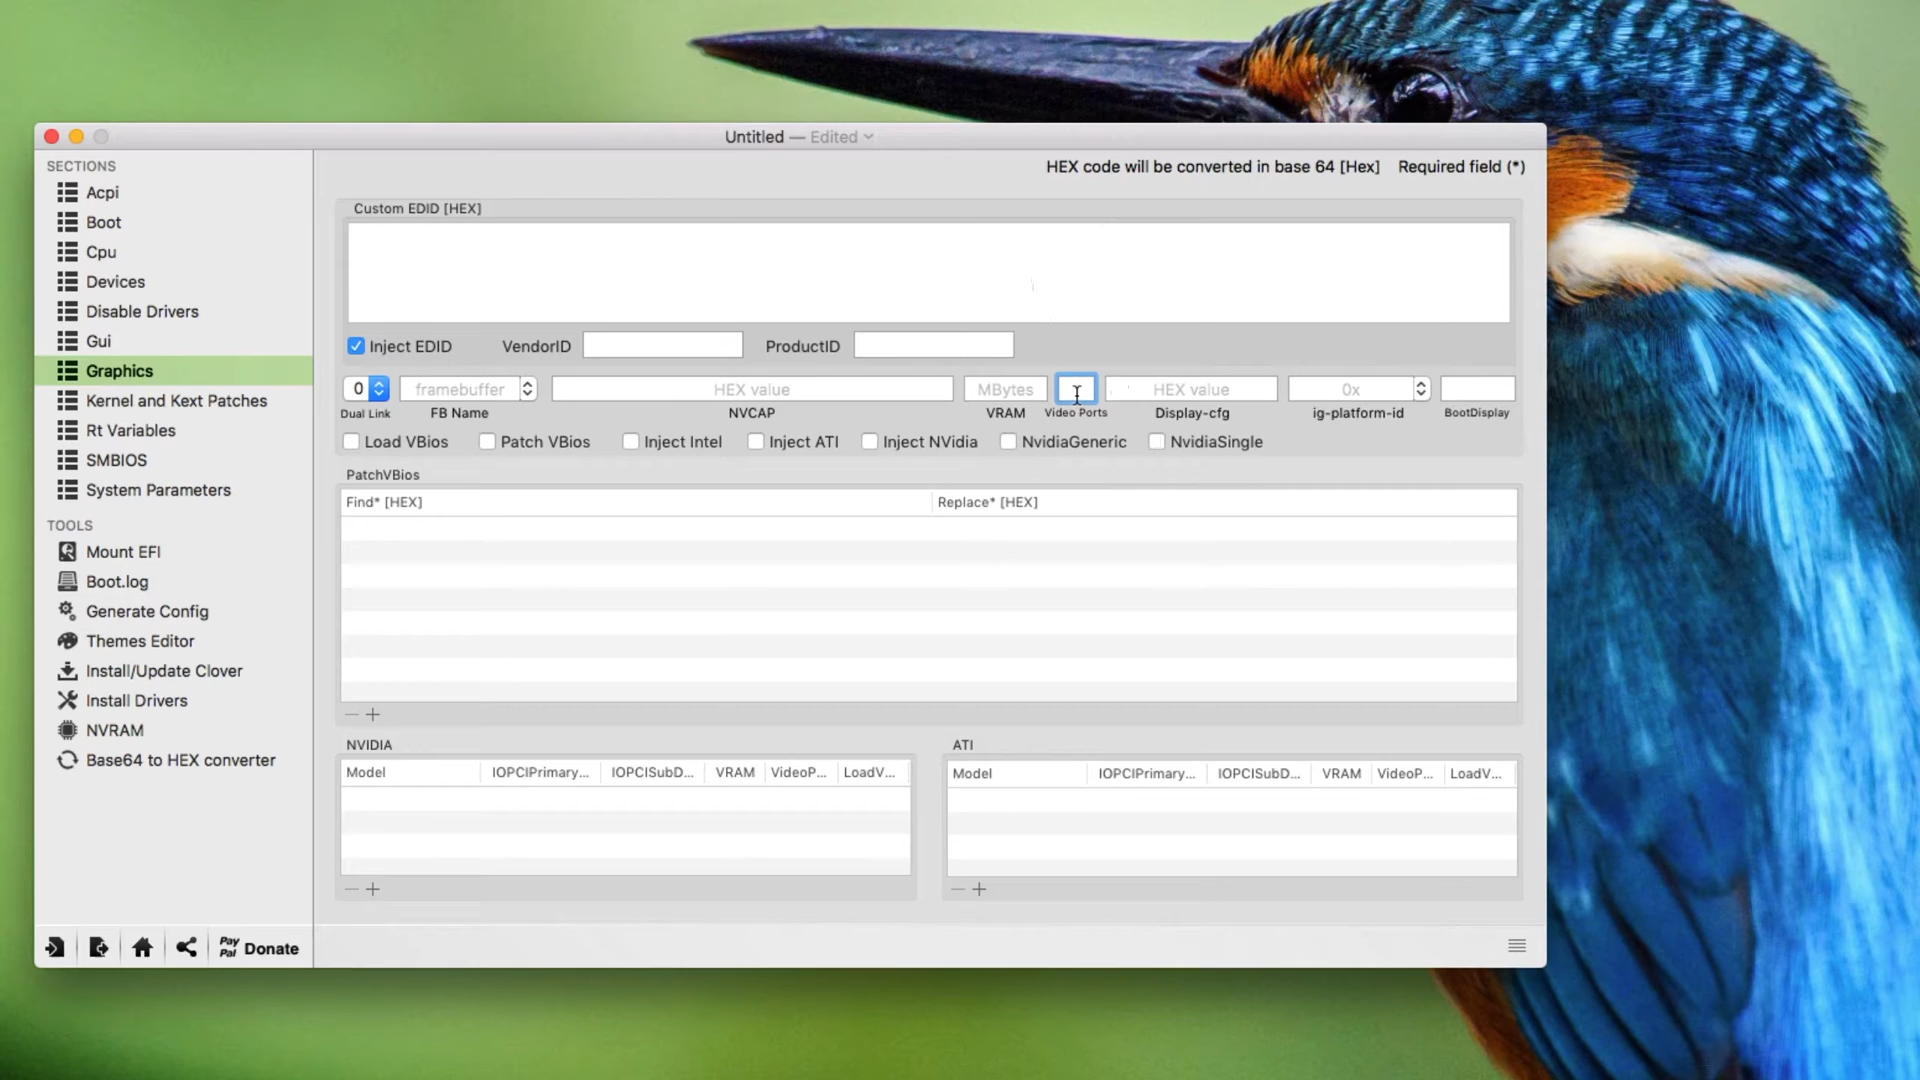 Untitled — Edited
SECTIONS
Acpi
Boot
Cpu
Devices
Disable Drivers
Gui
Graphics
Kernel and Kext Patches
Rt Variables
SMBIOS
System Parameters
TOOLS
Mount EFI
Boot.log
Generate Config
Themes Editor
Install/Update Clover
Install Drivers
NVRAM
Base64 to HEX converter
Pay Pal Donate
HEX code will be converted in base 64 [Hex] Required field (*)
Custom EDID [HEX]
Inject EDID VendorID ProductID
0 framebuffer HEX value MBytes HEX value 0x
Dual Link FB Name NVCAP VRAM Video Ports Display-cfg ig-platform-id BootDisplay
Load VBios Patch VBios Inject Intel Inject ATI Inject NVidia NvidiaGeneric NvidiaSingle
PatchVBios
Find* [HEX] Replace* [HEX]
NVIDIA
Model IOPCIPrimary... IOPCISubD... VRAM VideoP... LoadV...
ATI
Model IOPCIPrimary... IOPCISubD... VRAM VideoP... LoadV...